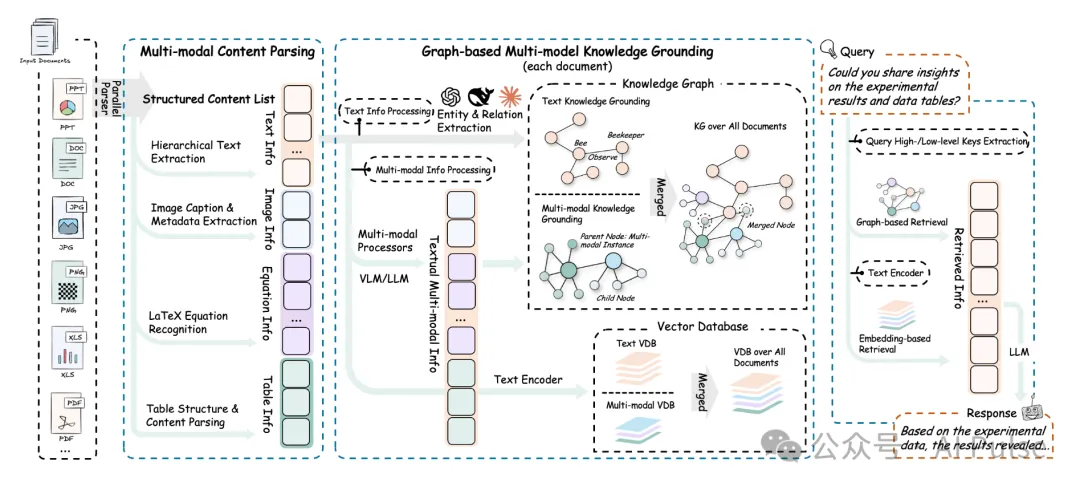 Input Documents
PPT
PPT
DOC
DOC
JPG
JPG
PNG
PNG
XLS
XLS
PDF
PDF
...
Parallel
Parser
Multi-modal Content Parsing
Structured Content List
Hierarchical Text
Extraction
Image Caption &
Metadata Extraction
LaTeX Equation
Recognition
Table Structure &
Content Parsing
Text Info
...
Image Info
Equation Info
...
Table Info
Graph-based Multi-model Knowledge Grounding
(each document)
Text Info Processing
Entity & Relation
Extraction
Multi-modal Info Processing
Multi-modal
Processors
VLM/LLM
Textual Multi-modal Info
...
Text Encoder
Knowledge Graph
Text Knowledge Grounding
Beekeeper
Bee
Observe
Multi-modal Knowledge
Grounding
Parent Node: Multi-
modal Instance
Child Node
Merged
KG over All Documents
Merged Node
Vector Database
Text VDB
Multi-modal VDB
Merged
VDB over All
Documents
Query
Could you share insights
on the experimental
results and data tables?
Query High-/Low-level Keys Extraction
Graph-based Retrieval
Text Encoder
Embedding-based
Retrieval
Retrieved Info
...
LLM
Response
Based on the experimental
data, the results revealed...
公众号 · AI Pulse